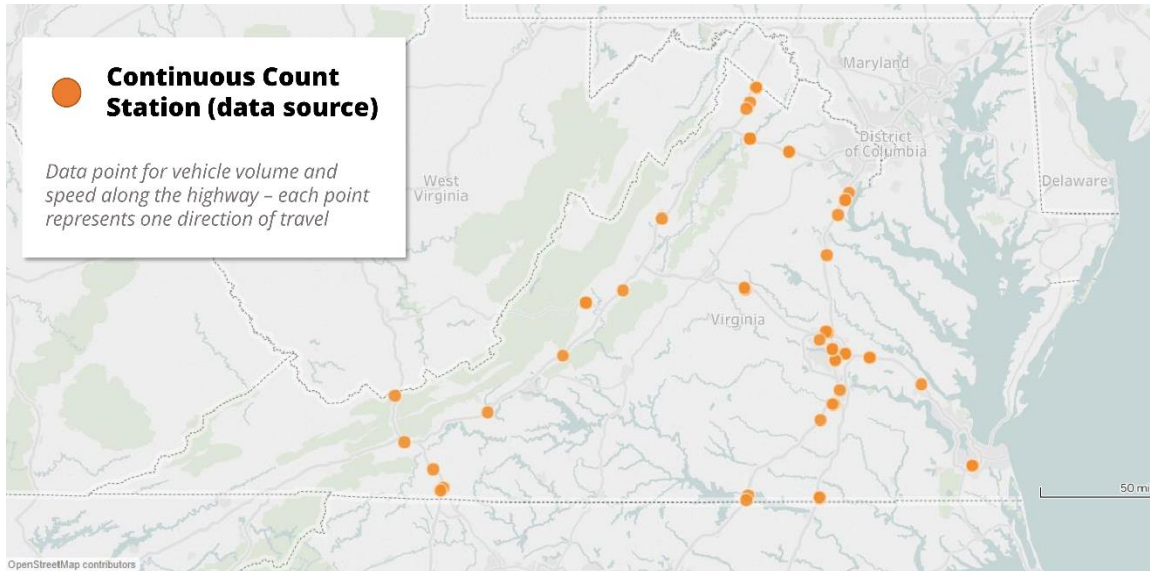 Continuous Count
Station (data source)
Data point for vehicle volume and
speed along the highway – each point
represents one direction of travel
Maryland
District
of Columbia
West
Virginia
Delaware
Virginia
50 mi
OpenStreetMap contributors